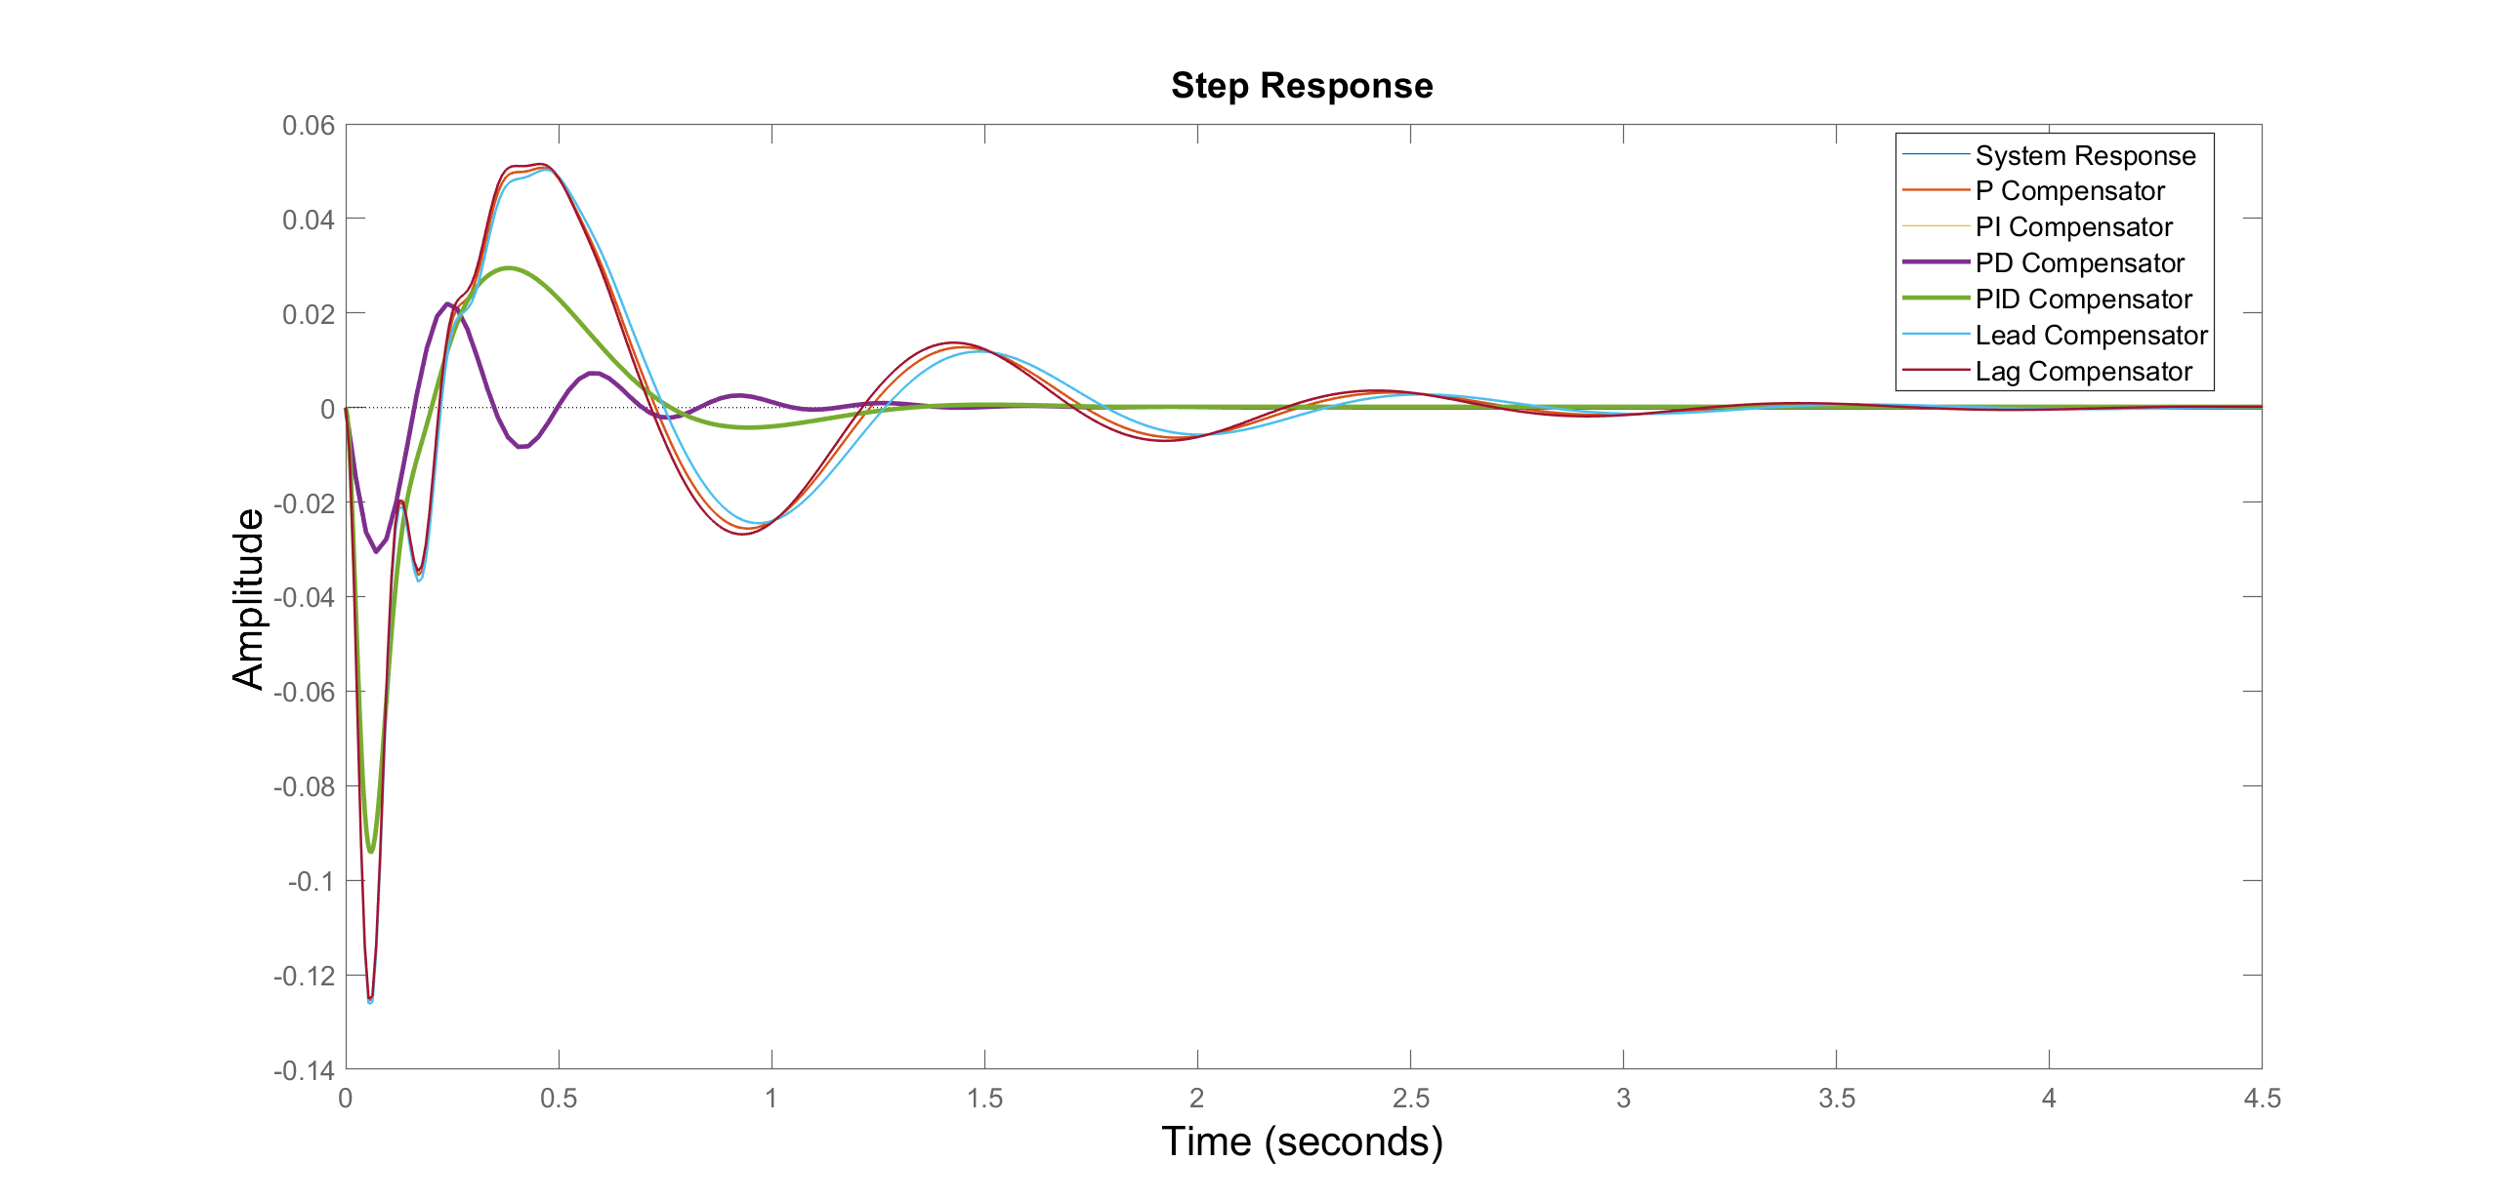 Step Response
0.06
0.04
0.02
0
-0.02
-0.04
-0.06
-0.08
-0.1
-0.12
-0.14
Amplitude
System Response
P Compensator
PI Compensator
PD Compensator
PID Compensator
Lead Compensator
Lag Compensator
0 0.5 1 1.5 2 2.5 3 3.5 4 4.5
Time (seconds)